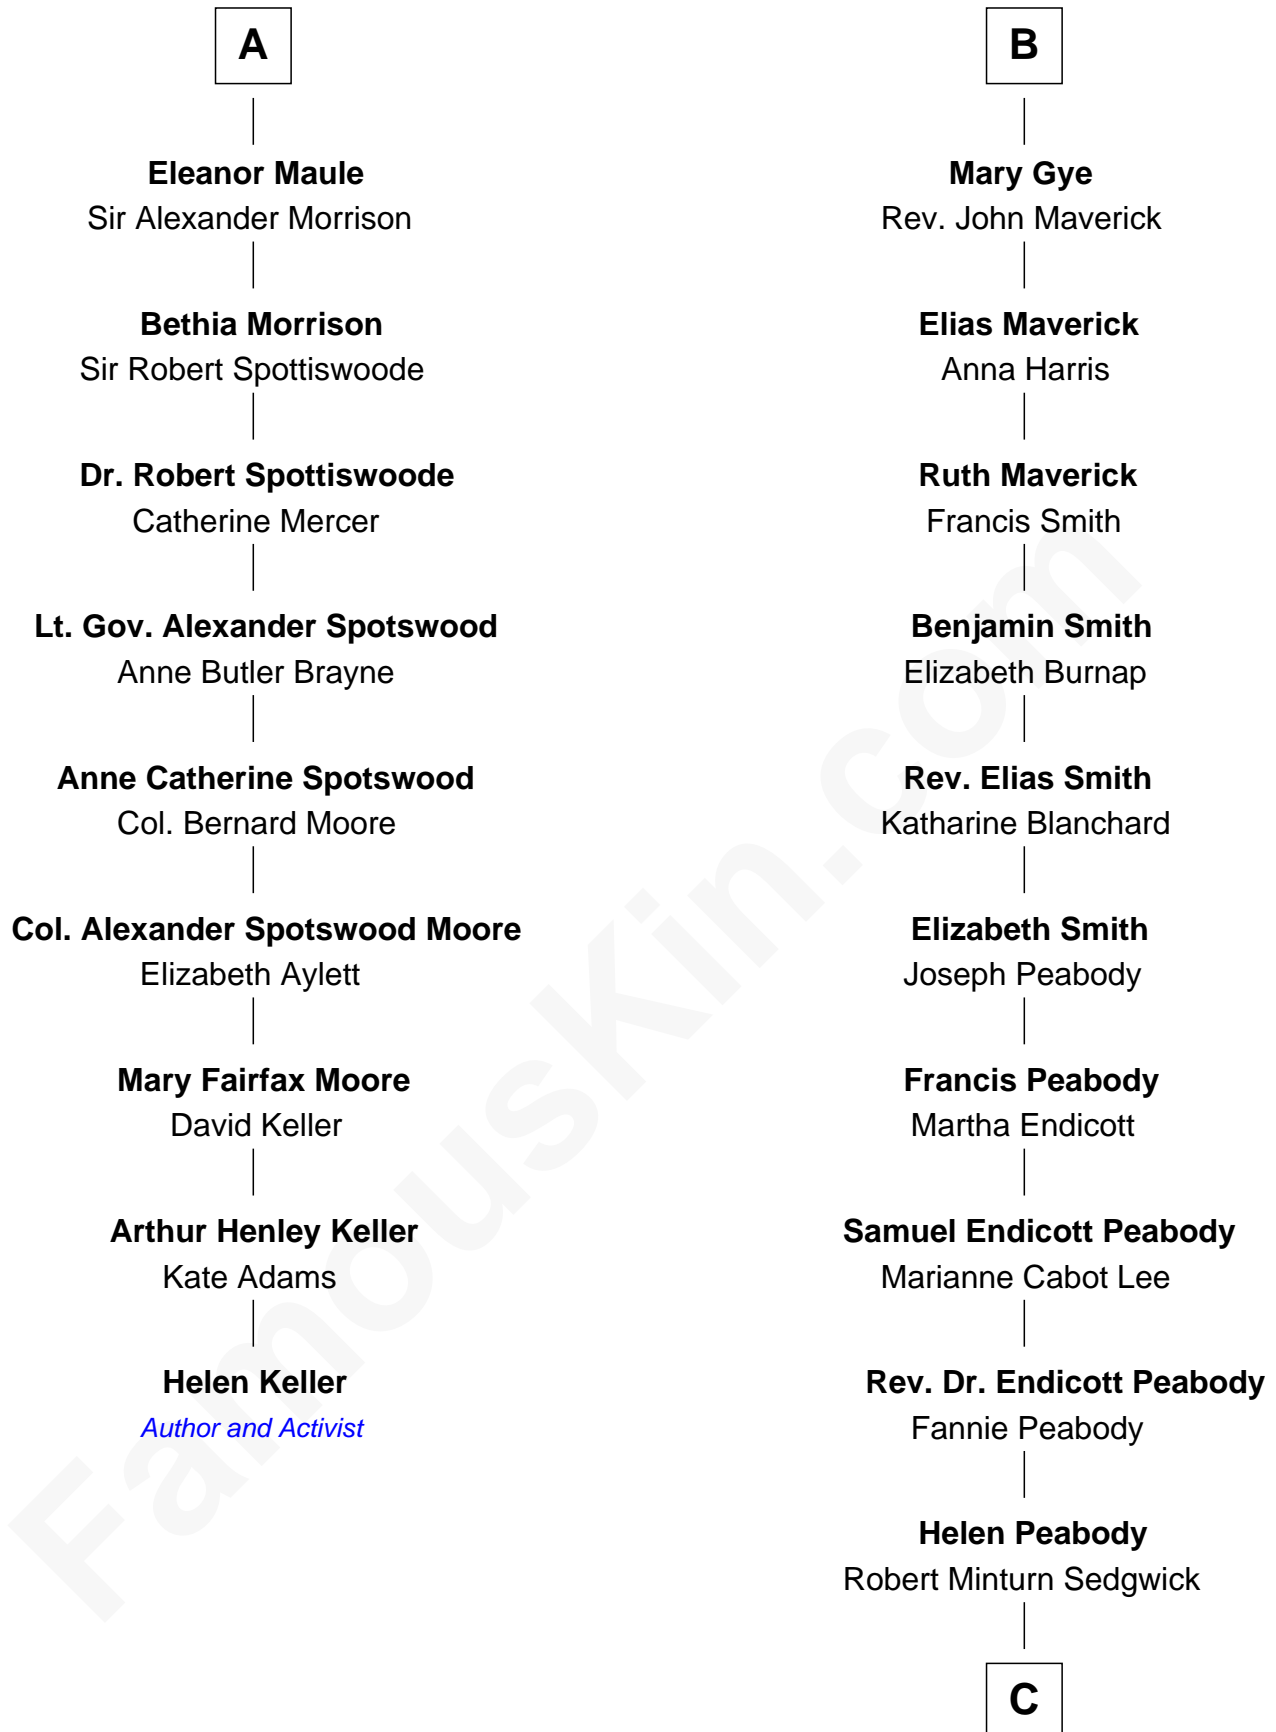 A
Eleanor Maule
Sir Alexander Morrison
Bethia Morrison
Sir Robert Spottiswoode
Dr. Robert Spottiswoode
Catherine Mercer
Lt. Gov. Alexander Spotswood
Anne Butler Brayne
Anne Catherine Spotswood
Col. Bernard Moore
Col. Alexander Spotswood Moore
Elizabeth Aylett
Mary Fairfax Moore
David Keller
Arthur Henley Keller
Kate Adams
Helen Keller
Author and Activist
B
Mary Gye
Rev. John Maverick
Elias Maverick
Anna Harris
Ruth Maverick
Francis Smith
Benjamin Smith
Elizabeth Burnap
Rev. Elias Smith
Katharine Blanchard
Elizabeth Smith
Joseph Peabody
Francis Peabody
Martha Endicott
Samuel Endicott Peabody
Marianne Cabot Lee
Rev. Dr. Endicott Peabody
Fannie Peabody
Helen Peabody
Robert Minturn Sedgwick
C
FamousKin.com